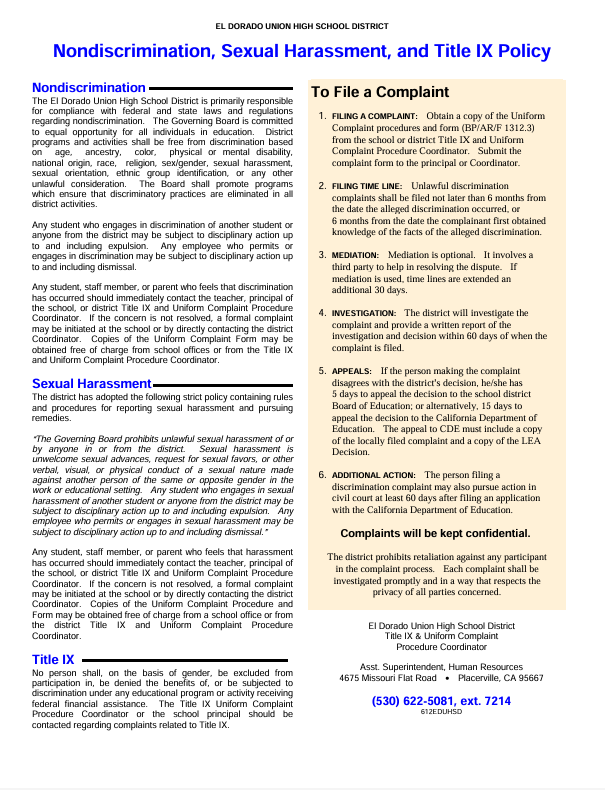 EL DORADO UNION HIGH SCHOOL DISTRICT
Nondiscrimination, Sexual Harassment, and Title IX Policy
Nondiscrimination
The El Dorado Union High School District is primarily responsible
for compliance with federal and state laws and regulations
regarding nondiscrimination. The Governing Board is committed
to equal opportunity for all individuals in education. District
programs and activities shall be free from discrimination based
on age, ancestry, color, physical or mental disability,
national origin, race, religion, sex/gender, sexual harassment,
sexual orientation, ethnic group identification, or any other
unlawful consideration. The Board shall promote programs
which ensure that discriminatory practices are eliminated in all
district activities.
Any student who engages in discrimination of another student or
anyone from the district may be subject to disciplinary action up
to and including expulsion. Any employee who permits or
engages in discrimination may be subject to disciplinary action up
to and including dismissal.
Any student, staff member, or parent who feels that discrimination
has occurred should immediately contact the teacher, principal of
the school, or district Title IX and Uniform Complaint Procedure
Coordinator. If the concern is not resolved, a formal complaint
may be initiated at the school or by directly contacting the district
Coordinator. Copies of the Uniform Complaint Form may be
obtained free of charge from school offices or from the Title IX
and Uniform Complaint Procedure Coordinator.
Sexual Harassment
The district has adopted the following strict policy containing rules
and procedures for reporting sexual harassment and pursuing
remedies.
"The Governing Board prohibits unlawful sexual harassment of or
by anyone in or from the district. Sexual harassment is
unwelcome sexual advances, request for sexual favors, or other
verbal, visual, or physical conduct of a sexual nature made
against another person of the same or opposite gender in the
work or educational setting. Any student who engages in sexual
harassment of another student or anyone from the district may be
subject to disciplinary action up to and including expulsion. Any
employee who permits or engages in sexual harassment may be
subject to disciplinary action up to and including dismissal."
Any student, staff member, or parent who feels that harassment
has occurred should immediately contact the teacher, principal of
the school, or district Title IX and Uniform Complaint Procedure
Coordinator. If the concern is not resolved, a formal complaint
may be initiated at the school or by directly contacting the district
Coordinator. Copies of the Uniform Complaint Procedure and
Form may be obtained free of charge from a school office or from
the district Title IX and Uniform Complaint Procedure
Coordinator.
Title IX
No person shall, on the basis of gender, be excluded from
participation in, be denied the benefits of, or be subjected to
discrimination under any educational program or activity receiving
federal financial assistance. The Title IX Uniform Complaint
Procedure Coordinator or the school principal should be
contacted regarding complaints related to Title IX.
To File a Complaint
1. FILING A COMPLAINT: Obtain a copy of the Uniform
Complaint procedures and form (BP/AR/F 1312.3)
from the school or district Title IX and Uniform
Complaint Procedure Coordinator. Submit the
complaint form to the principal or Coordinator.
2. FILING TIME LINE: Unlawful discrimination
complaints shall be filed not later than 6 months from
the date the alleged discrimination occurred, or
6 months from the date the complainant first obtained
knowledge of the facts of the alleged discrimination.
3. MEDIATION: Mediation is optional. It involves a
third party to help in resolving the dispute. If
mediation is used, time lines are extended an
additional 30 days.
4. INVESTIGATION: The district will investigate the
complaint and provide a written report of the
investigation and decision within 60 days of when the
complaint is filed.
5. APPEALS: If the person making the complaint
disagrees with the district's decision, he/she has
5 days to appeal the decision to the school district
Board of Education; or alternatively, 15 days to
appeal the decision to the California Department of
Education. The appeal to CDE must include a copy
of the locally filed complaint and a copy of the LEA
Decision.
6. ADDITIONAL ACTION: The person filing a
discrimination complaint may also pursue action in
civil court at least 60 days after filing an application
with the California Department of Education.
Complaints will be kept confidential.
The district prohibits retaliation against any participant
in the complaint process. Each complaint shall be
investigated promptly and in a way that respects the
privacy of all parties concerned.
El Dorado Union High School District
Title IX & Uniform Complaint
Procedure Coordinator
Asst. Superintendent, Human Resources
4675 Missouri Flat Road • Placerville, CA 95667
(530) 622-5081, ext. 7214
612EDUHSD